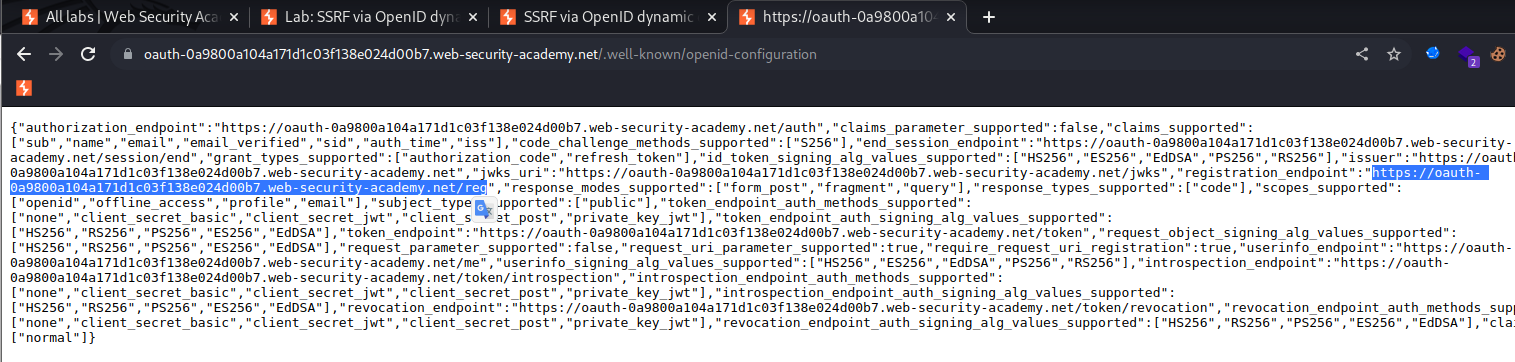 All labs | Web Security Aca
Lab: SSRF via OpenID dyn
SSRF via OpenID dynamic
https://oauth-0a9800a104
oauth-0a9800a104a171d1c03f138e024d00b7.web-security-academy.net/.well-known/openid-configuration
2
{"authorization_endpoint":"https://oauth-0a9800a104a171d1c03f138e024d00b7.web-security-academy.net/auth","claims_parameter_supported":false,"claims_supported":
["sub","name","email","email_verified","sid","auth_time","iss"],"code_challenge_methods_supported":["S256"],"end_session_endpoint":"https://oauth-0a9800a104a171d1c03f138e024d00b7.web-security-
academy.net/session/end","grant_types_supported":["authorization_code","refresh_token"],"id_token_signing_alg_values_supported":["HS256","ES256","EdDSA","PS256","RS256"],"issuer":"https://oauth-
0a9800a104a171d1c03f138e024d00b7.web-security-academy.net","jwks_uri":"https://oauth-0a9800a104a171d1c03f138e024d00b7.web-security-academy.net/jwks","registration_endpoint":"https://oauth-
0a9800a104a171d1c03f138e024d00b7.web-security-academy.net/reg","response_modes_supported":["form_post","fragment","query"],"response_types_supported":["code"],"scopes_supported":
["openid","offline_access","profile","email"],"subject_type upported":["public"],"token_endpoint_auth_methods_supported":
["none","client_secret_basic","client_secret_jwt","client_se ret_post","private_key_jwt"],"token_endpoint_auth_signing_alg_values_supported":
["HS256","RS256","PS256","ES256","EdDSA"],"token_endpoint":"https://oauth-0a9800a104a171d1c03f138e024d00b7.web-security-academy.net/token","request_object_signing_alg_values_supported":
["HS256","RS256","PS256","ES256","EdDSA"],"request_parameter_supported":false,"request_uri_parameter_supported":true,"require_request_uri_registration":true,"userinfo_endpoint":"https://oauth-
0a9800a104a171d1c03f138e024d00b7.web-security-academy.net/me","userinfo_signing_alg_values_supported":["HS256","ES256","EdDSA","PS256","RS256"],"introspection_endpoint":"https://oauth-
0a9800a104a171d1c03f138e024d00b7.web-security-academy.net/token/introspection","introspection_endpoint_auth_methods_supported":
["none","client_secret_basic","client_secret_jwt","client_secret_post","private_key_jwt"],"introspection_endpoint_auth_signing_alg_values_supported":
["HS256","RS256","PS256","ES256","EdDSA"],"revocation_endpoint":"https://oauth-0a9800a104a171d1c03f138e024d00b7.web-security-academy.net/token/revocation","revocation_endpoint_auth_methods_supp
["none","client_secret_basic","client_secret_jwt","client_secret_post","private_key_jwt"],"revocation_endpoint_auth_signing_alg_values_supported":["HS256","RS256","PS256","ES256","EdDSA"],"clai
["normal"]}